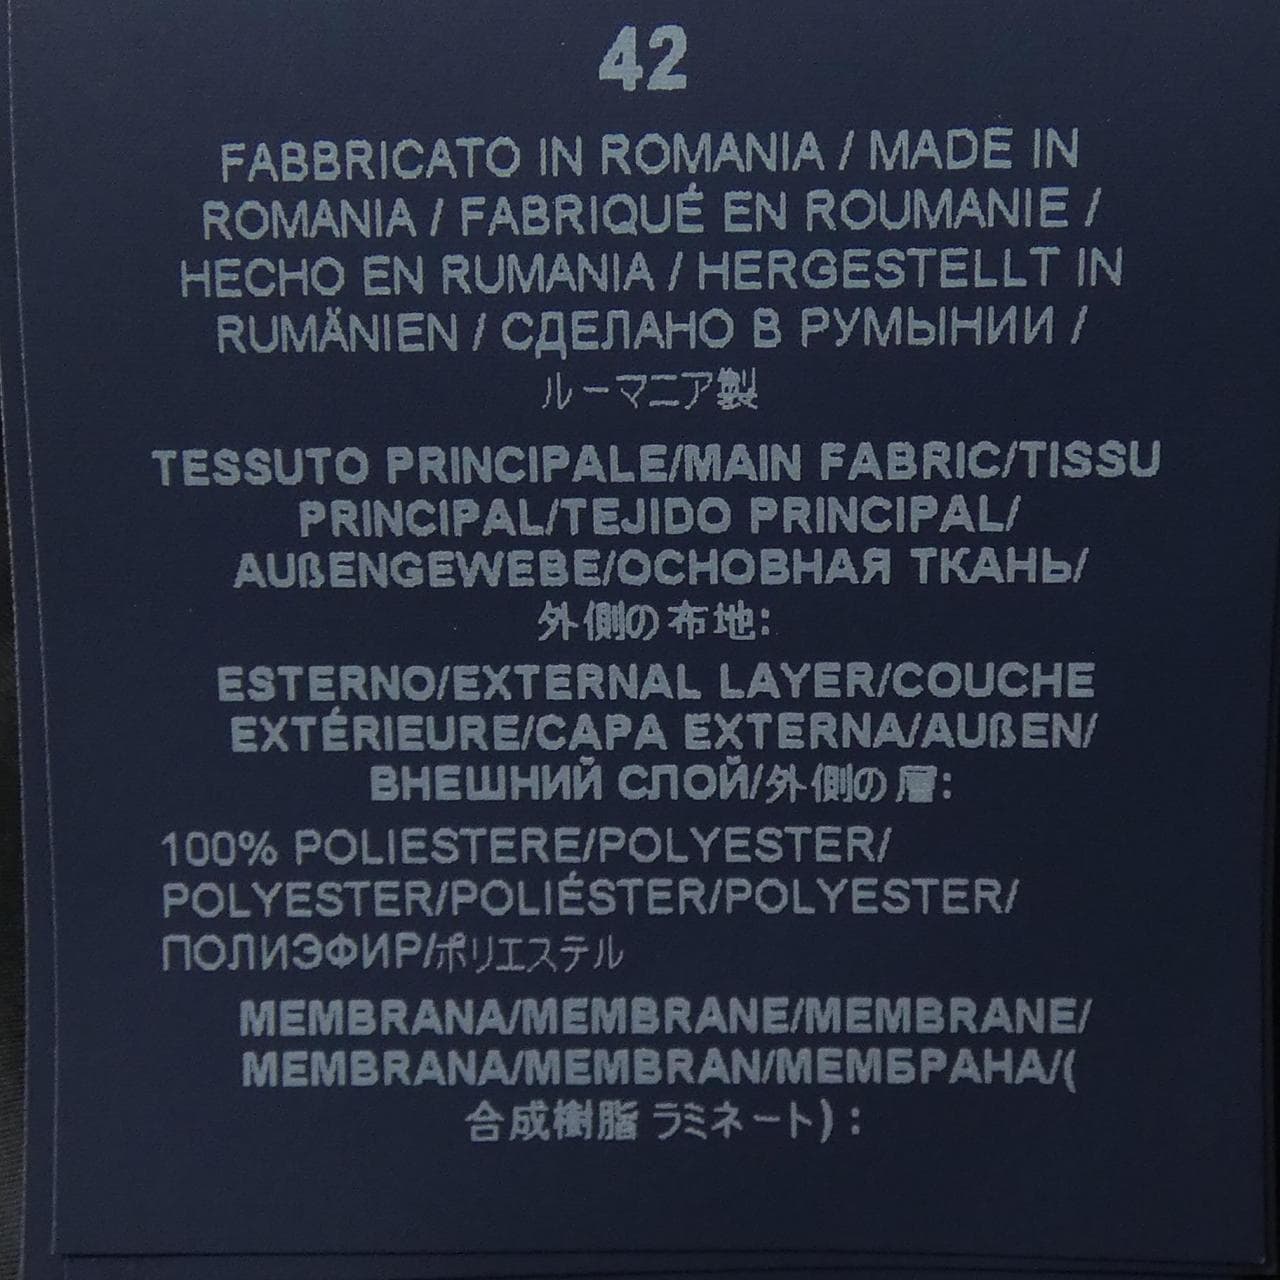 42
FABBRICATO IN ROMANIA / MADE IN
ROMANIA / FABRIQUÉ EN ROUMANIE /
HECHO EN RUMANIA / HERGESTELLT IN
RUMÄNIEN / СДЕЛАНО В РУМЫНИИ /
ルーマニア製
TESSUTO PRINCIPALE/MAIN FABRIC/TISSU
PRINCIPAL/TEJIDO PRINCIPAL/
AUßENGEWEBE/ОСНОВНАЯ ТКАНЬ/
外側の布地:
ESTERNO/EXTERNAL LAYER/COUCHE
EXTÉRIEURE/CAPA EXTERNA/AUßEN/
ВНЕШНИЙ СЛОЙ/外側の層:
100% POLIESTERE/POLYESTER/
POLYESTER/POLIÉSTER/POLYESTER/
ПОЛИЭФИР/ポリエステル
MEMBRANA/MEMBRANE/MEMBRANE/
MEMBRANA/MEMBRAN/МЕМБРАНА/(
合成樹脂 ラミネート) :